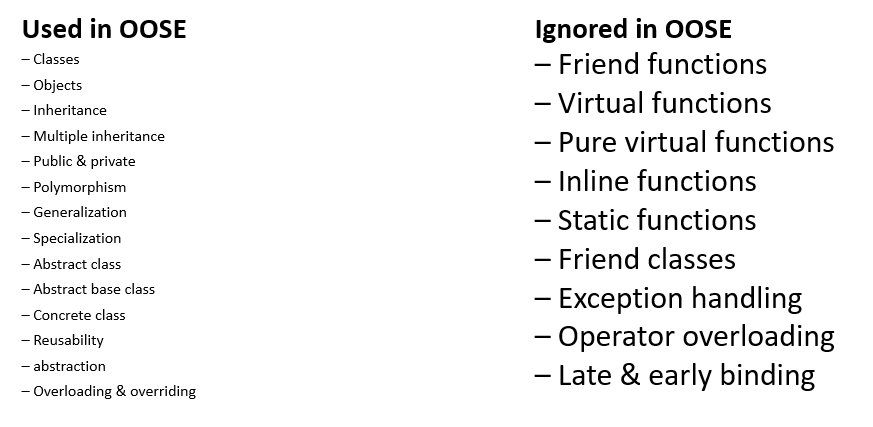 Used in OOSE
– Classes
– Objects
– Inheritance
– Multiple inheritance
– Public & private
– Polymorphism
– Generalization
– Specialization
– Abstract class
– Abstract base class
– Concrete class
– Reusability
– abstraction
– Overloading & overriding
Ignored in OOSE
– Friend functions
– Virtual functions
– Pure virtual functions
– Inline functions
– Static functions
– Friend classes
– Exception handling
– Operator overloading
– Late & early binding